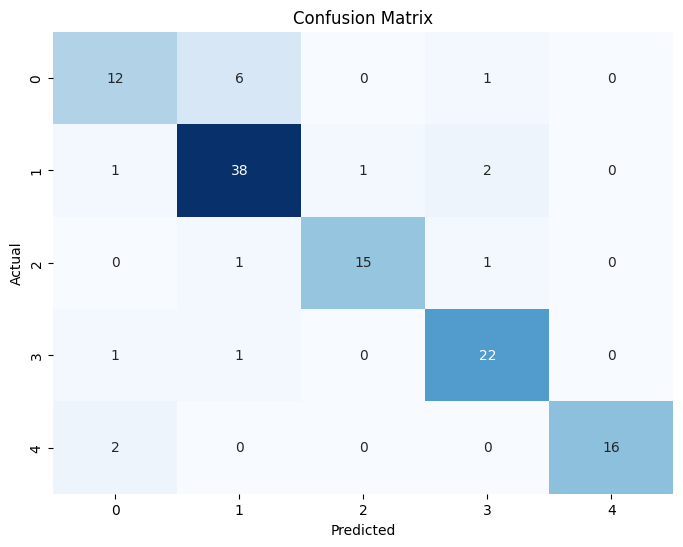 Confusion Matrix
Actual
0 12 6 0 1 0
1 1 38 1 2 0
2 0 1 15 1 0
3 1 1 0 22 0
4 2 0 0 0 16
0 1 2 3 4
Predicted